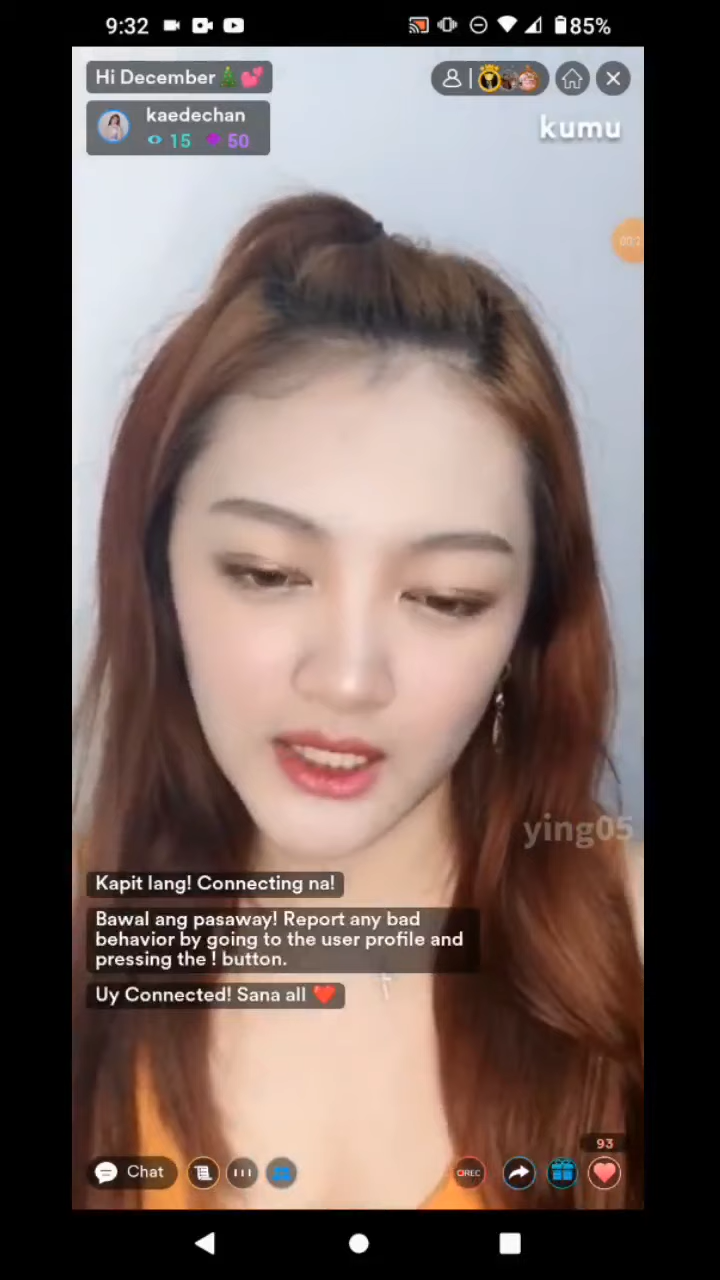 9:32
85%
Hi December
kaedechan
15 50
kumu
ying05
Kapit lang! Connecting na!
Bawal ang pasaway! Report any bad
behavior by going to the user profile and
pressing the ! button.
Uy Connected! Sana all
93
Chat
REC